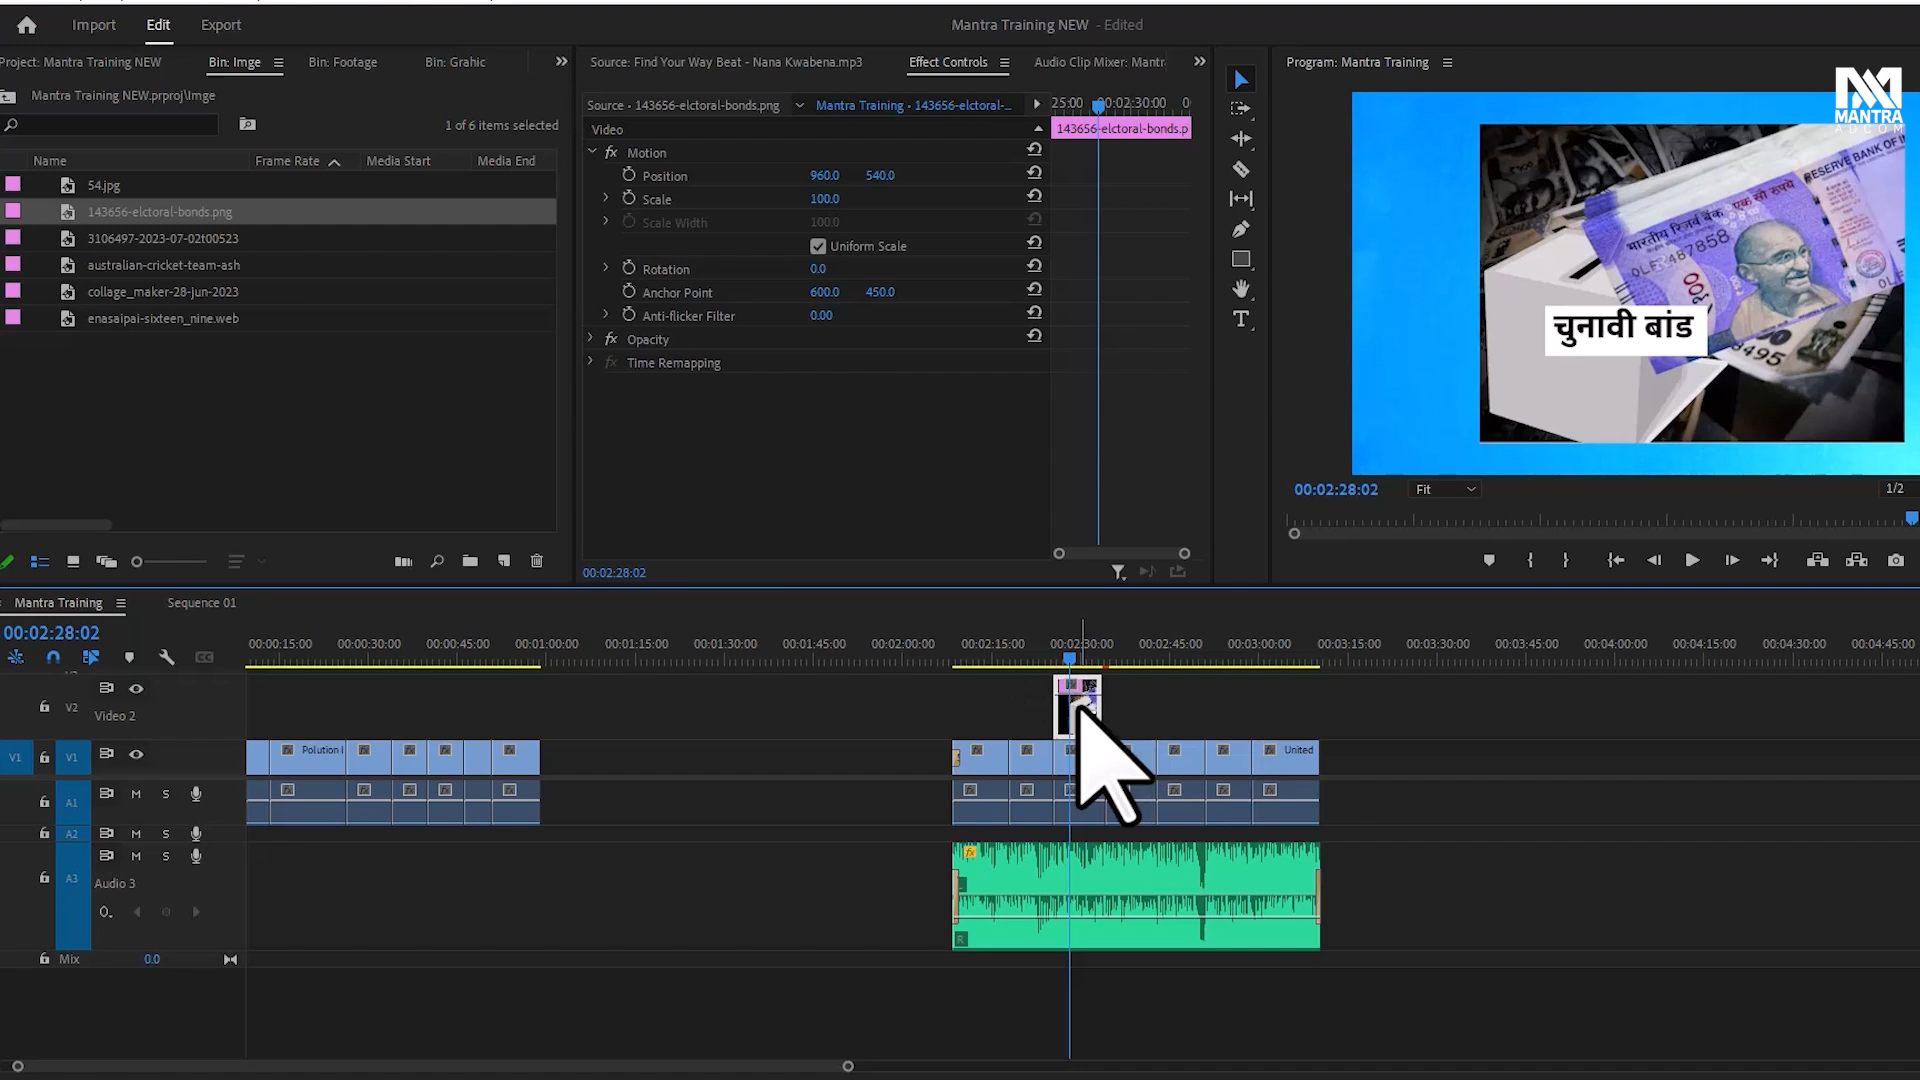 Import Edit Export Mantra Training NEW - Edited
Project: Mantra Training NEW Bin: Imge Bin: Footage Bin: Grahic
Mantra Training NEW.prproj\Imge
1 of 6 items selected
Name Frame Rate Media Start Media End
54.jpg
143656-elctoral-bonds.png
3106497-2023-07-02t00523
australian-cricket-team-ash
collage_maker-28-jun-2023
enasaipai-sixteen_nine.web
Source: Find Your Way Beat - Nana Kwabena.mp3 Effect Controls Audio Clip Mixer: Mantr
Source • 143656-elctoral-bonds.png Mantra Training • 143656-elctoral-...
25:00 00:02:30:00 0
Video 143656-elctoral-bonds.p
fx Motion
Position 960.0 540.0
Scale 100.0
Scale Width 100.0
Uniform Scale
Rotation 0.0
Anchor Point 600.0 450.0
Anti-flicker Filter 0.00
fx Opacity
fx Time Remapping
00:02:28:02
Program: Mantra Training
MANTRA
ADCOM
RESERVE BANK OF I
भारतीय रिज़र्व बैंक एक सौ रुपये
0LE 487858
100
चुनावी बांड
8495
00:02:28:02 Fit 1/2
Mantra Training Sequence 01
00:02:28:02
00:00:15:00 00:00:30:00 00:00:45:00 00:01:00:00 00:01:15:00 00:01:30:00 00:01:45:00 00:02:00:00 00:02:15:00 00:02:30:00 00:02:45:00 00:03:00:00 00:03:15:00 00:03:30:00 00:03:45:00 00:04:00:00 00:04:15:00 00:04:30:00 00:04:45:00
V2 Video 2
V1 V1 Polution I United
A1 M S
A2 M S
A3 M S
Audio 3
L
R
Mix 0.0